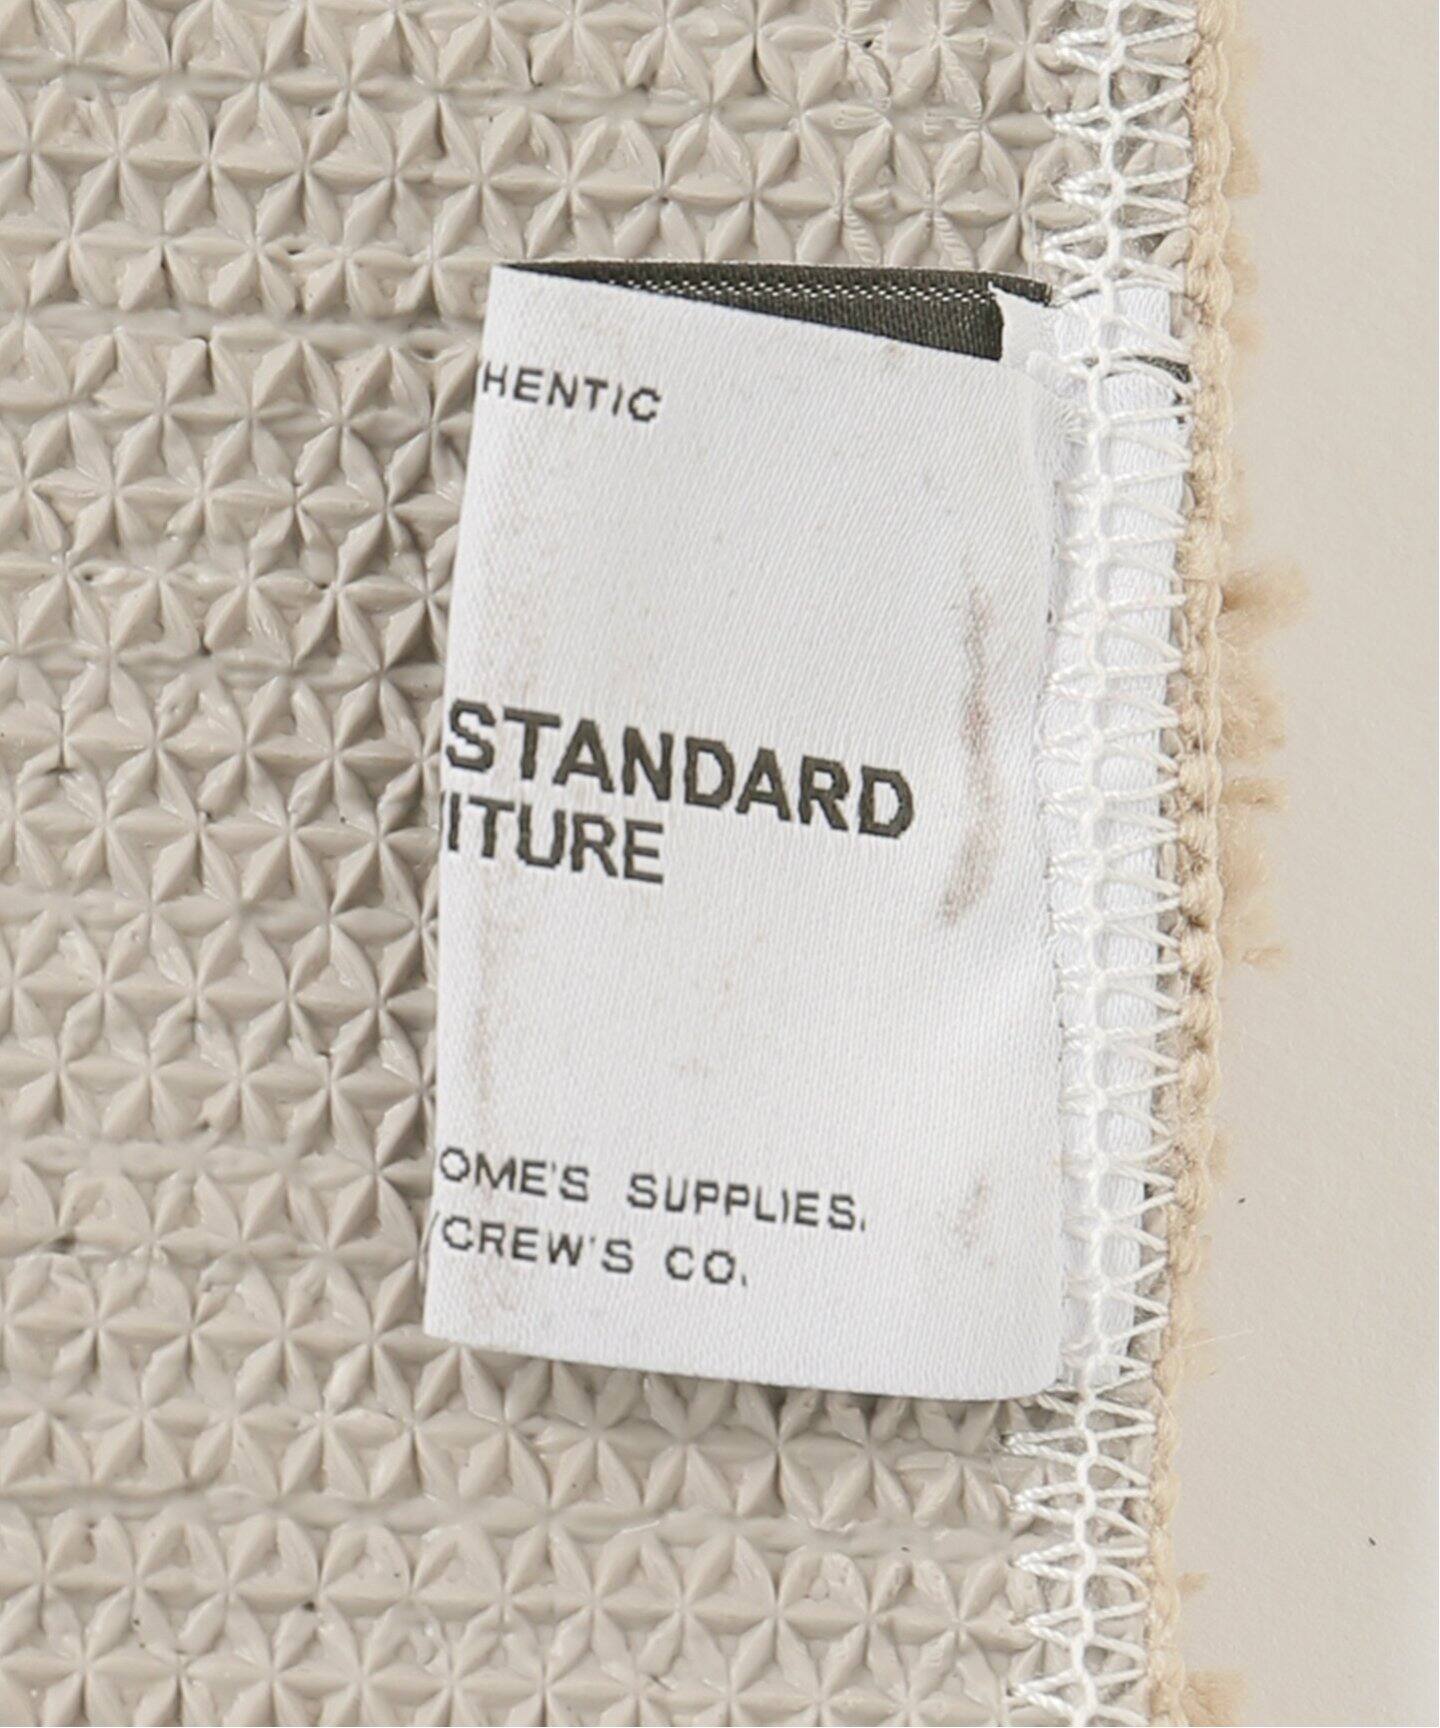 HENTIC
STANDARD
ITURE
OME'S SUPPLIES.
/CREW'S CO.